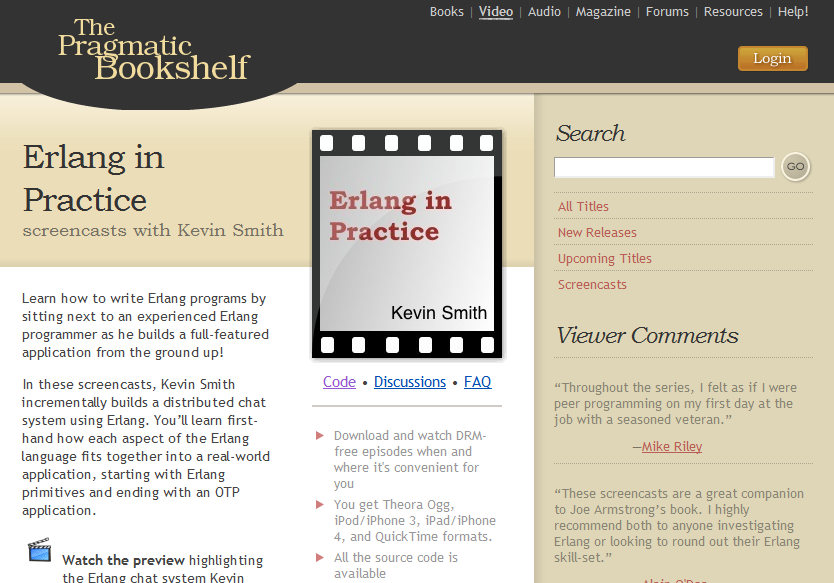 Books | Video | Audio | Magazine | Forums | Resources | Help!
The
Pragmatic
Bookshelf
Login
Erlang in
Practice
screencasts with Kevin Smith
Erlang in
Practice
Kevin Smith
Learn how to write Erlang programs by
sitting next to an experienced Erlang
programmer as he builds a full-featured
application from the ground up!
In these screencasts, Kevin Smith
incrementally builds a distributed chat
system using Erlang. You'll learn first-
hand how each aspect of the Erlang
language fits together into a real-world
application, starting with Erlang
primitives and ending with an OTP
application.
Watch the preview highlighting
the Erlang chat system Kevin
Code • Discussions • FAQ
Download and watch DRM-
free episodes when and
where it's convenient for
you
You get Theora Ogg,
iPod/iPhone 3, iPad/iPhone
4, and QuickTime formats.
All the source code is
available
Search
GO
All Titles
New Releases
Upcoming Titles
Screencasts
Viewer Comments
“Throughout the series, I felt as if I were
peer programming on my first day at the
job with a seasoned veteran.”
—Mike Riley
“These screencasts are a great companion
to Joe Armstrong’s book. I highly
recommend both to anyone investigating
Erlang or looking to round out their Erlang
skill-set.”